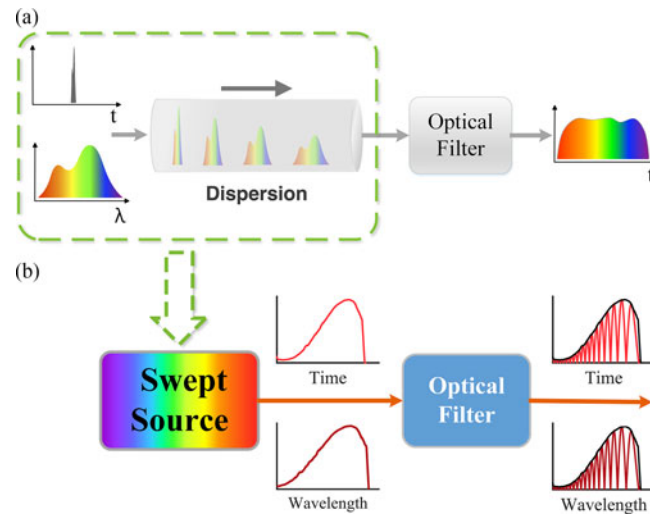 (a)
t
λ
Dispersion
Optical
Filter
t
(b)
Swept
Source
Time
Wavelength
Optical
Filter
Time
Wavelength